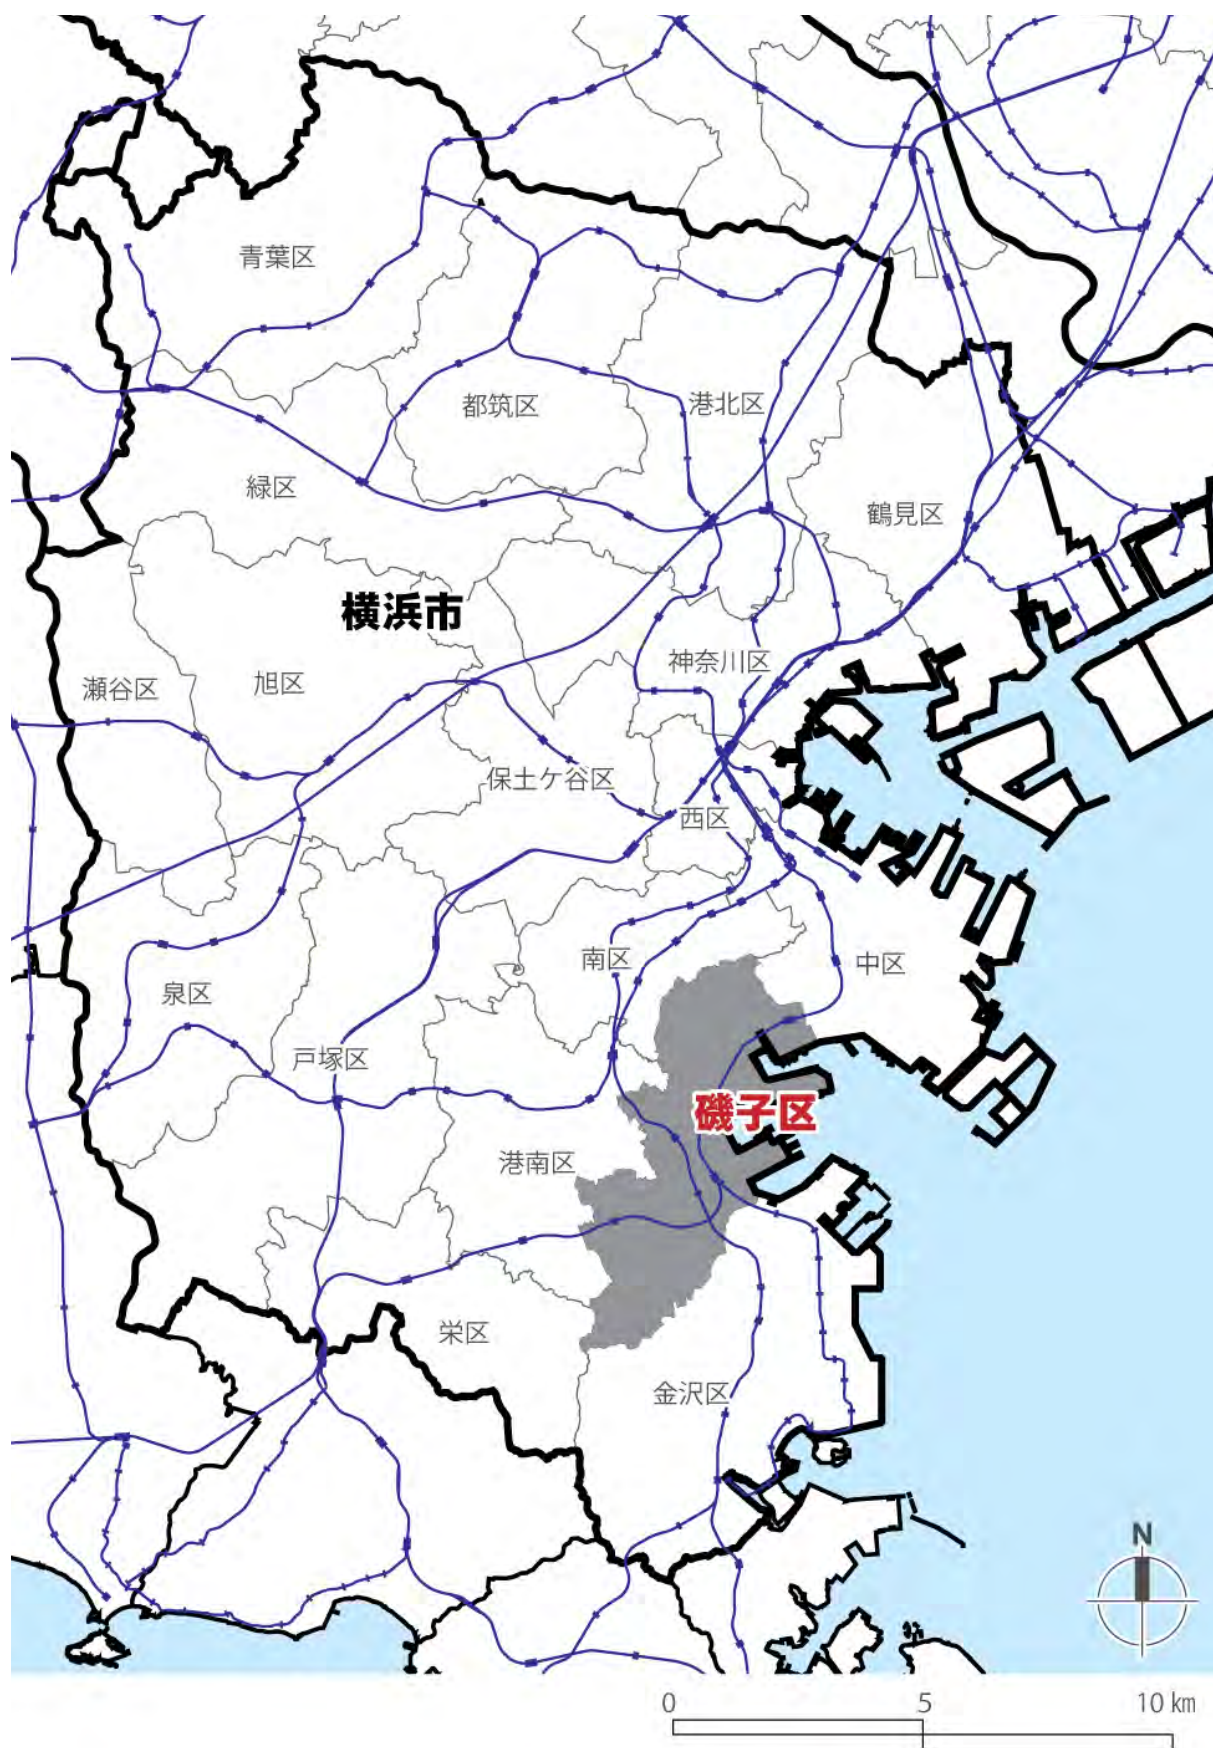 青葉区
都筑区
港北区
緑区
鶴見区
横浜市
神奈川区
瀬谷区
旭区
保土ケ谷区
西区
南区
中区
泉区
戸塚区
磯子区
港南区
栄区
金沢区
N
0 5 10 km